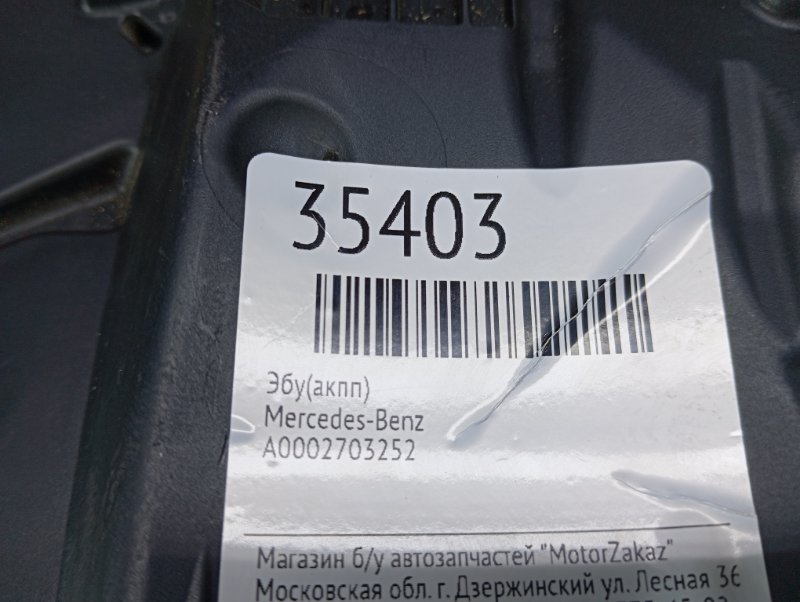 35403
Эбу(акпп)
Mercedes-Benz
A0002703252
Магазин б/у автозапчастей "MotorZakaz"
Московская обл. г. Дзержинский ул. Лесная 36